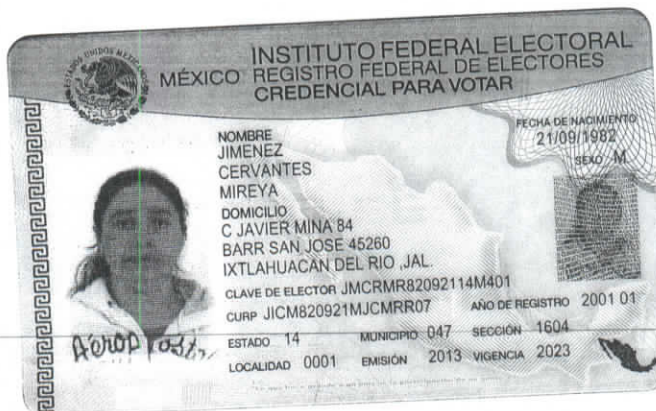 ESTADOS UNIDOS MEXICANOS
MÉXICO
INSTITUTO FEDERAL ELECTORAL
REGISTRO FEDERAL DE ELECTORES
CREDENCIAL PARA VOTAR
NOMBRE
JIMENEZ
CERVANTES
MIREYA
FECHA DE NACIMIENTO
21/09/1982
SEXO M
DOMICILIO
C JAVIER MINA 84
BARR SAN JOSE 45260
IXTLAHUACAN DEL RIO ,JAL.
CLAVE DE ELECTOR JMCRMR82092114M401
CURP JICM820921MJCMRR07 AÑO DE REGISTRO 2001 01
ESTADO 14 MUNICIPIO 047 SECCIÓN 1604
LOCALIDAD 0001 EMISIÓN 2013 VIGENCIA 2023